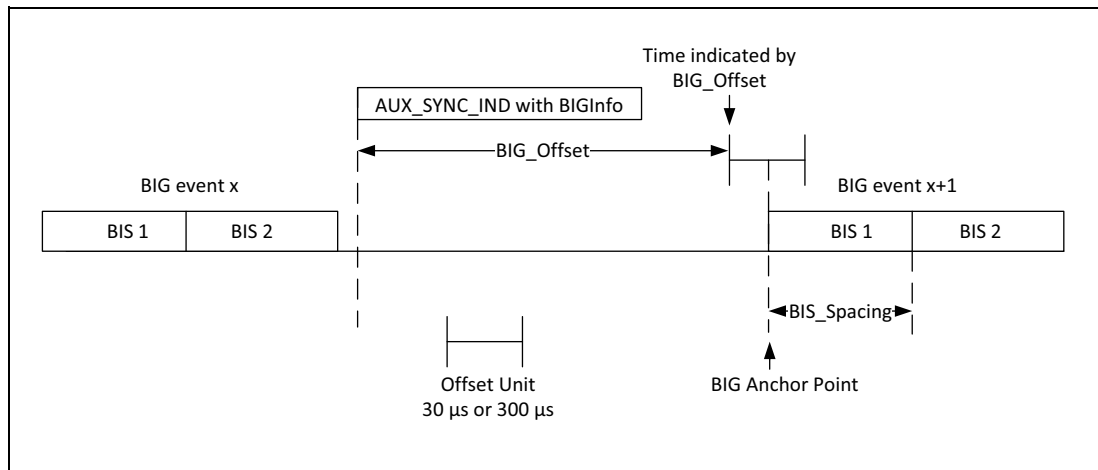 Time indicated by
BIG_Offset
AUX_SYNC_IND with BIGInfo
BIG_Offset
BIG event x
BIG event x+1
BIS 1
BIS 2
BIS 1
BIS 2
BIS_Spacing
Offset Unit
30 µs or 300 µs
BIG Anchor Point